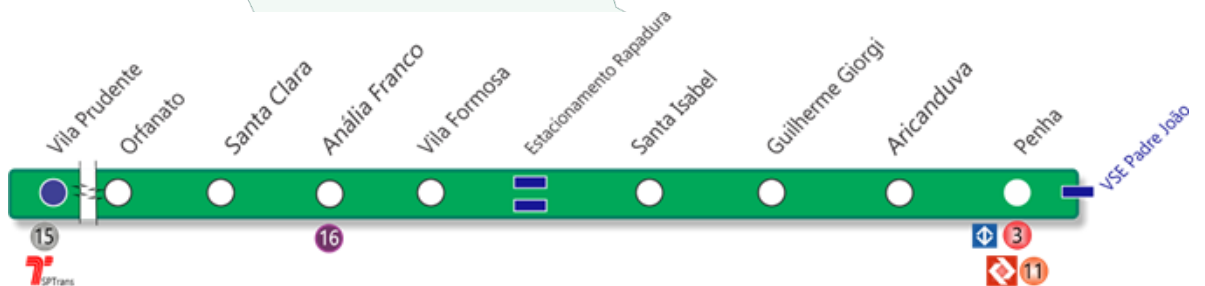 Vila Prudente
Orfanato
Santa Clara
Anália Franco
Vila Formosa
Estacionamento Rapadura
Santa Isabel
Guilherme Giorgi
Aricanduva
Penha
VSE Padre João
15
16
3
SPTrans
11